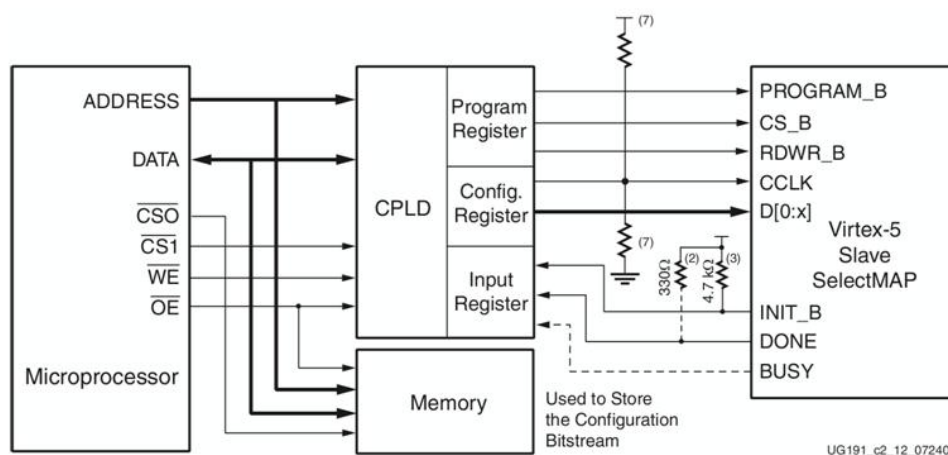 ADDRESS
DATA
CSO
CS1
WE
OE
Microprocessor
CPLD
Program
Register
Config.
Register
Input
Register
Memory
Used to Store
the Configuration
Bitstream
(7)
(7)
330Ω
(2)
4.7 kΩ
(3)
PROGRAM_B
CS_B
RDWR_B
CCLK
D[0:x]
Virtex-5
Slave
SelectMAP
INIT_B
DONE
BUSY
UG191_c2_12_07240